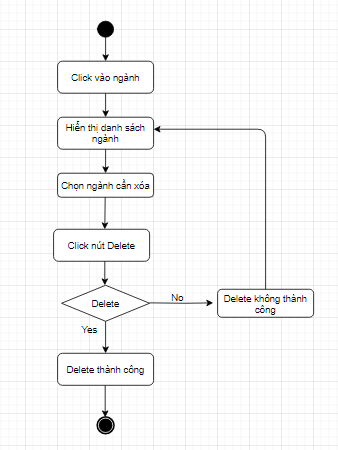 Click vào ngành
Hiển thị danh sách
ngành
Chọn ngành cần xóa
Click nút Delete
Delete
No
Delete không thành
công
Yes
Delete thành công